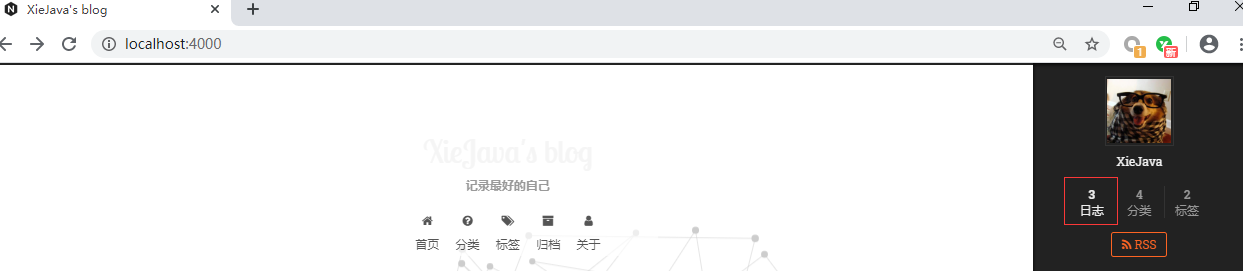 XieJava's blog
localhost:4000
1
新
XieJava's blog
记录最好的自己
首页 分类 标签 归档 关于
XieJava
3 4 2
日志 分类 标签
RSS